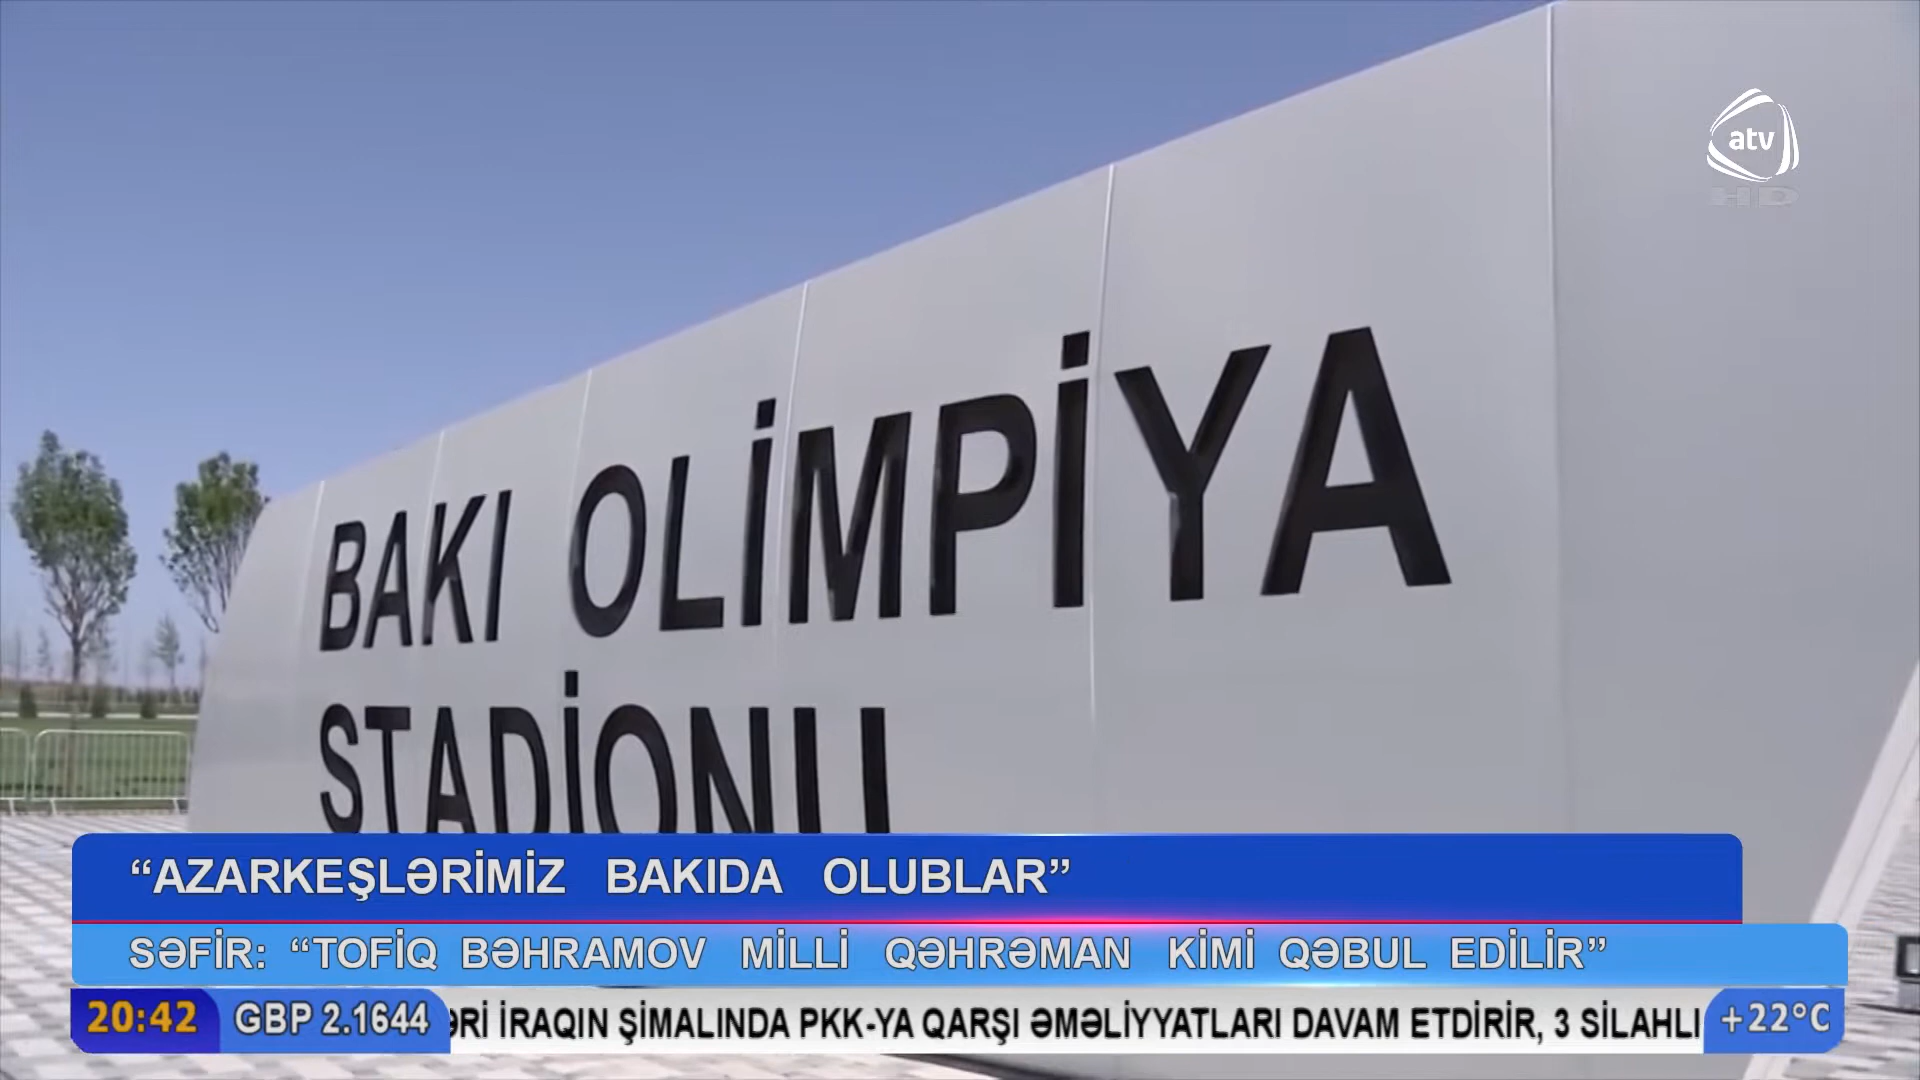 atv
HD
BAKI OLİMPİYA
STADİONU
“AZARKEŞLƏRİMİZ BAKIDA OLUBLAR”
SƏFİR: “TOFİQ BƏHRAMOV MİLLİ QƏHRƏMAN KİMİ QƏBUL EDİLİR”
20:42 GBP 2.1644 ƏRİ İRAQIN ŞİMALINDA PKK-YA QARŞI ƏMƏLİYYATLARI DAVAM ETDİRİR, 3 SİLAHLI +22°C